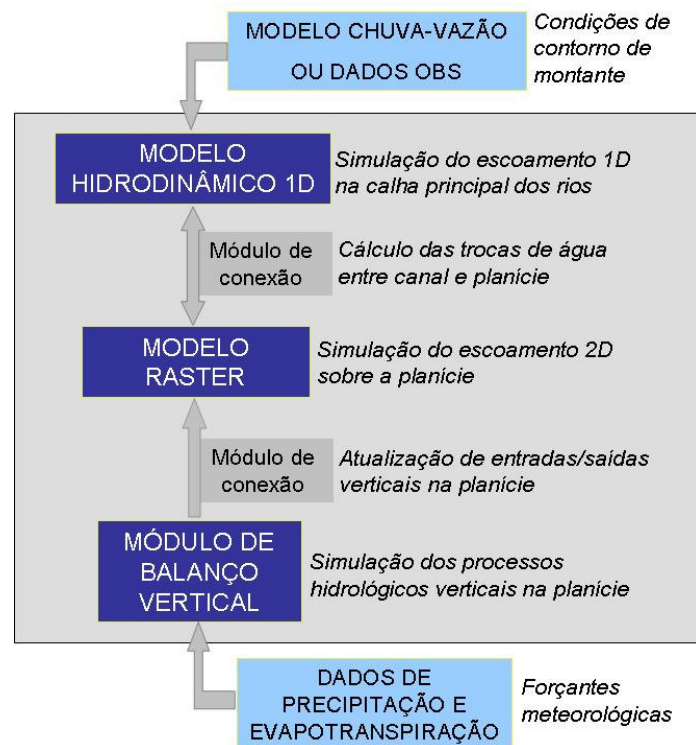 MODELO CHUVA-VAZÃO
OU DADOS OBS
Condições de
contorno de
montante
MODELO
HIDRODINÂMICO 1D
Simulação do escoamento 1D
na calha principal dos rios
Módulo de
conexão
Cálculo das trocas de água
entre canal e planície
MODELO
RASTER
Simulação do escoamento 2D
sobre a planície
Módulo de
conexão
Atualização de entradas/saídas
verticais na planície
MÓDULO DE
BALANÇO
VERTICAL
Simulação dos processos
hidrológicos verticais na planície
DADOS DE
PRECIPITAÇÃO E
EVAPOTRANSPIRAÇÃO
Forçantes
meteorológicas